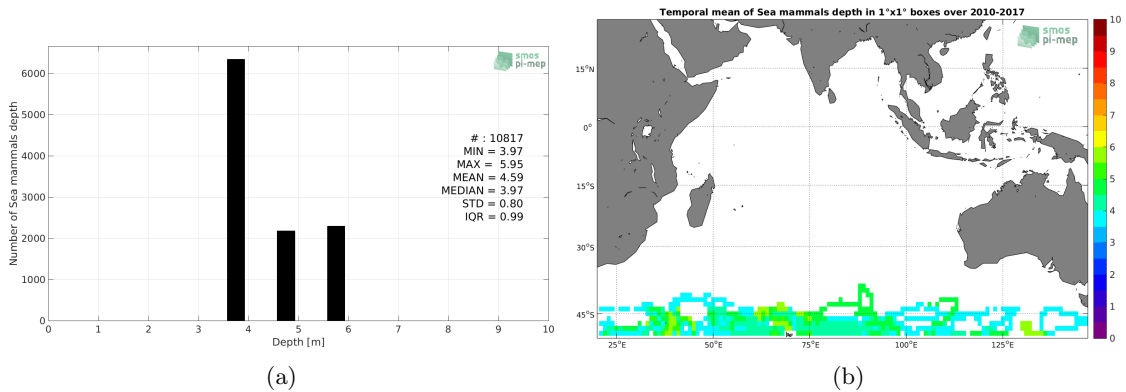 smos
pi-mep
6000
5000
4000
3000
2000
1000
0
Number of Sea mammals depth
# : 10817
MIN = 3.97
MAX = 5.95
MEAN = 4.59
MEDIAN = 3.97
STD = 0.80
IQR = 0.99
0 1 2 3 4 5 6 7 8 9 10
Depth [m]
(a)
Temporal mean of Sea mammals depth in 1°x1° boxes over 2010-2017
smos
pi-mep
15°N
0°
15°S
30°S
45°S
25°E 50°E 75°E 100°E 125°E
10
9
8
7
6
5
4
3
2
1
0
(b)